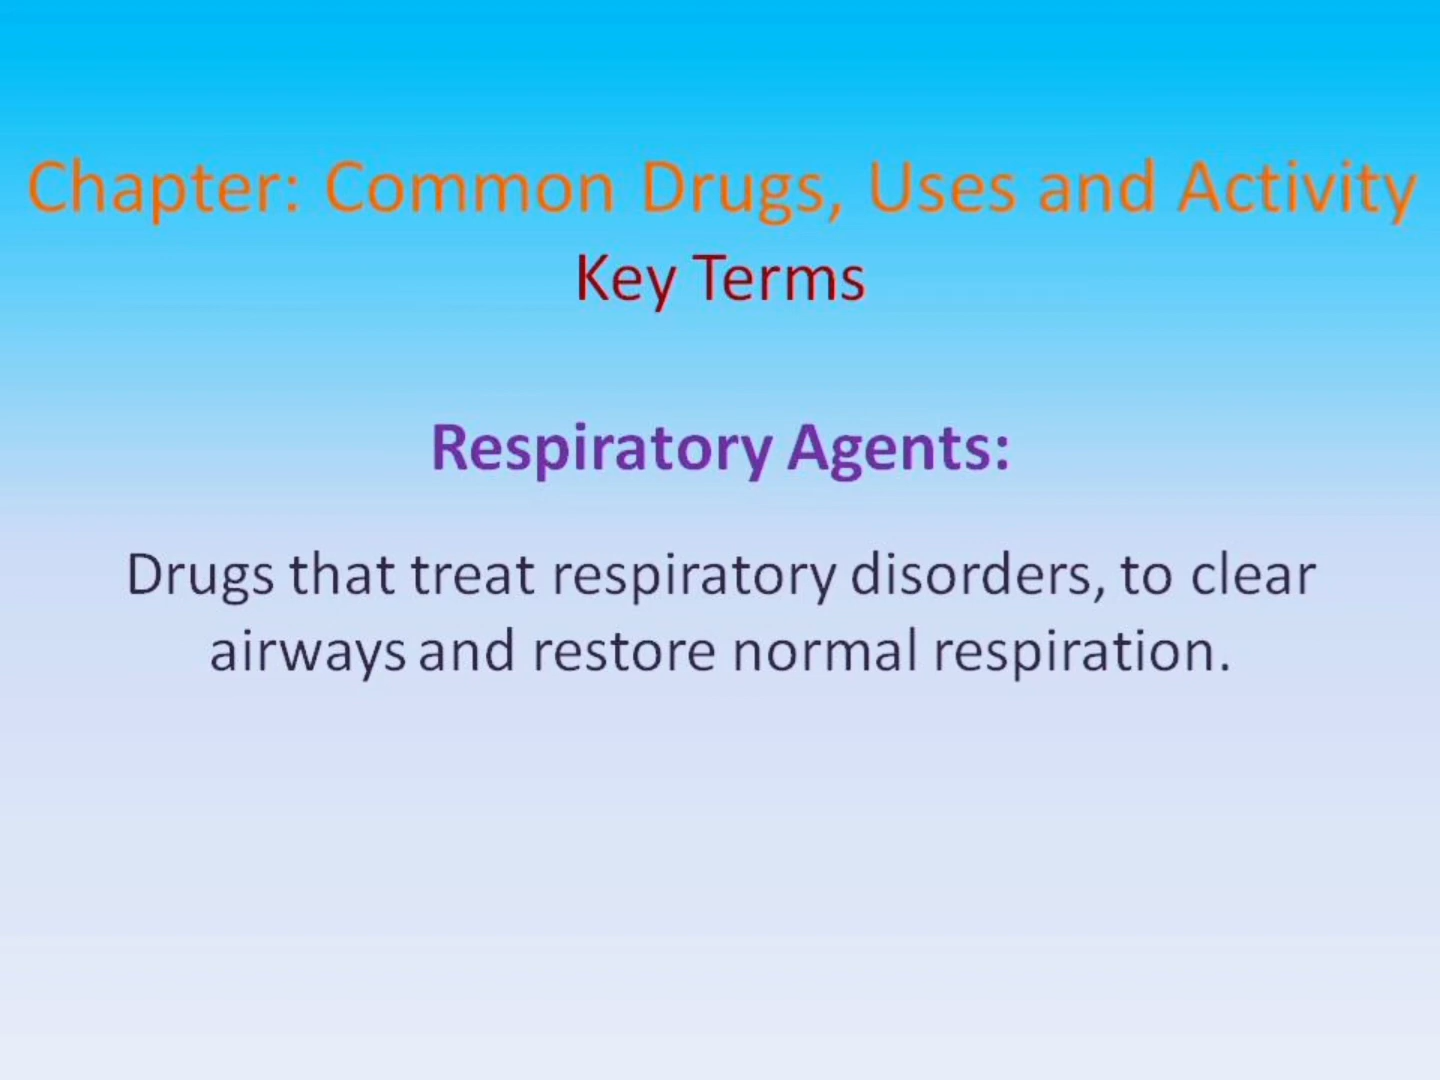 Chapter: Common Drugs, Uses and Activity
Key Terms
Respiratory Agents:
Drugs that treat respiratory disorders, to clear
airways and restore normal respiration.